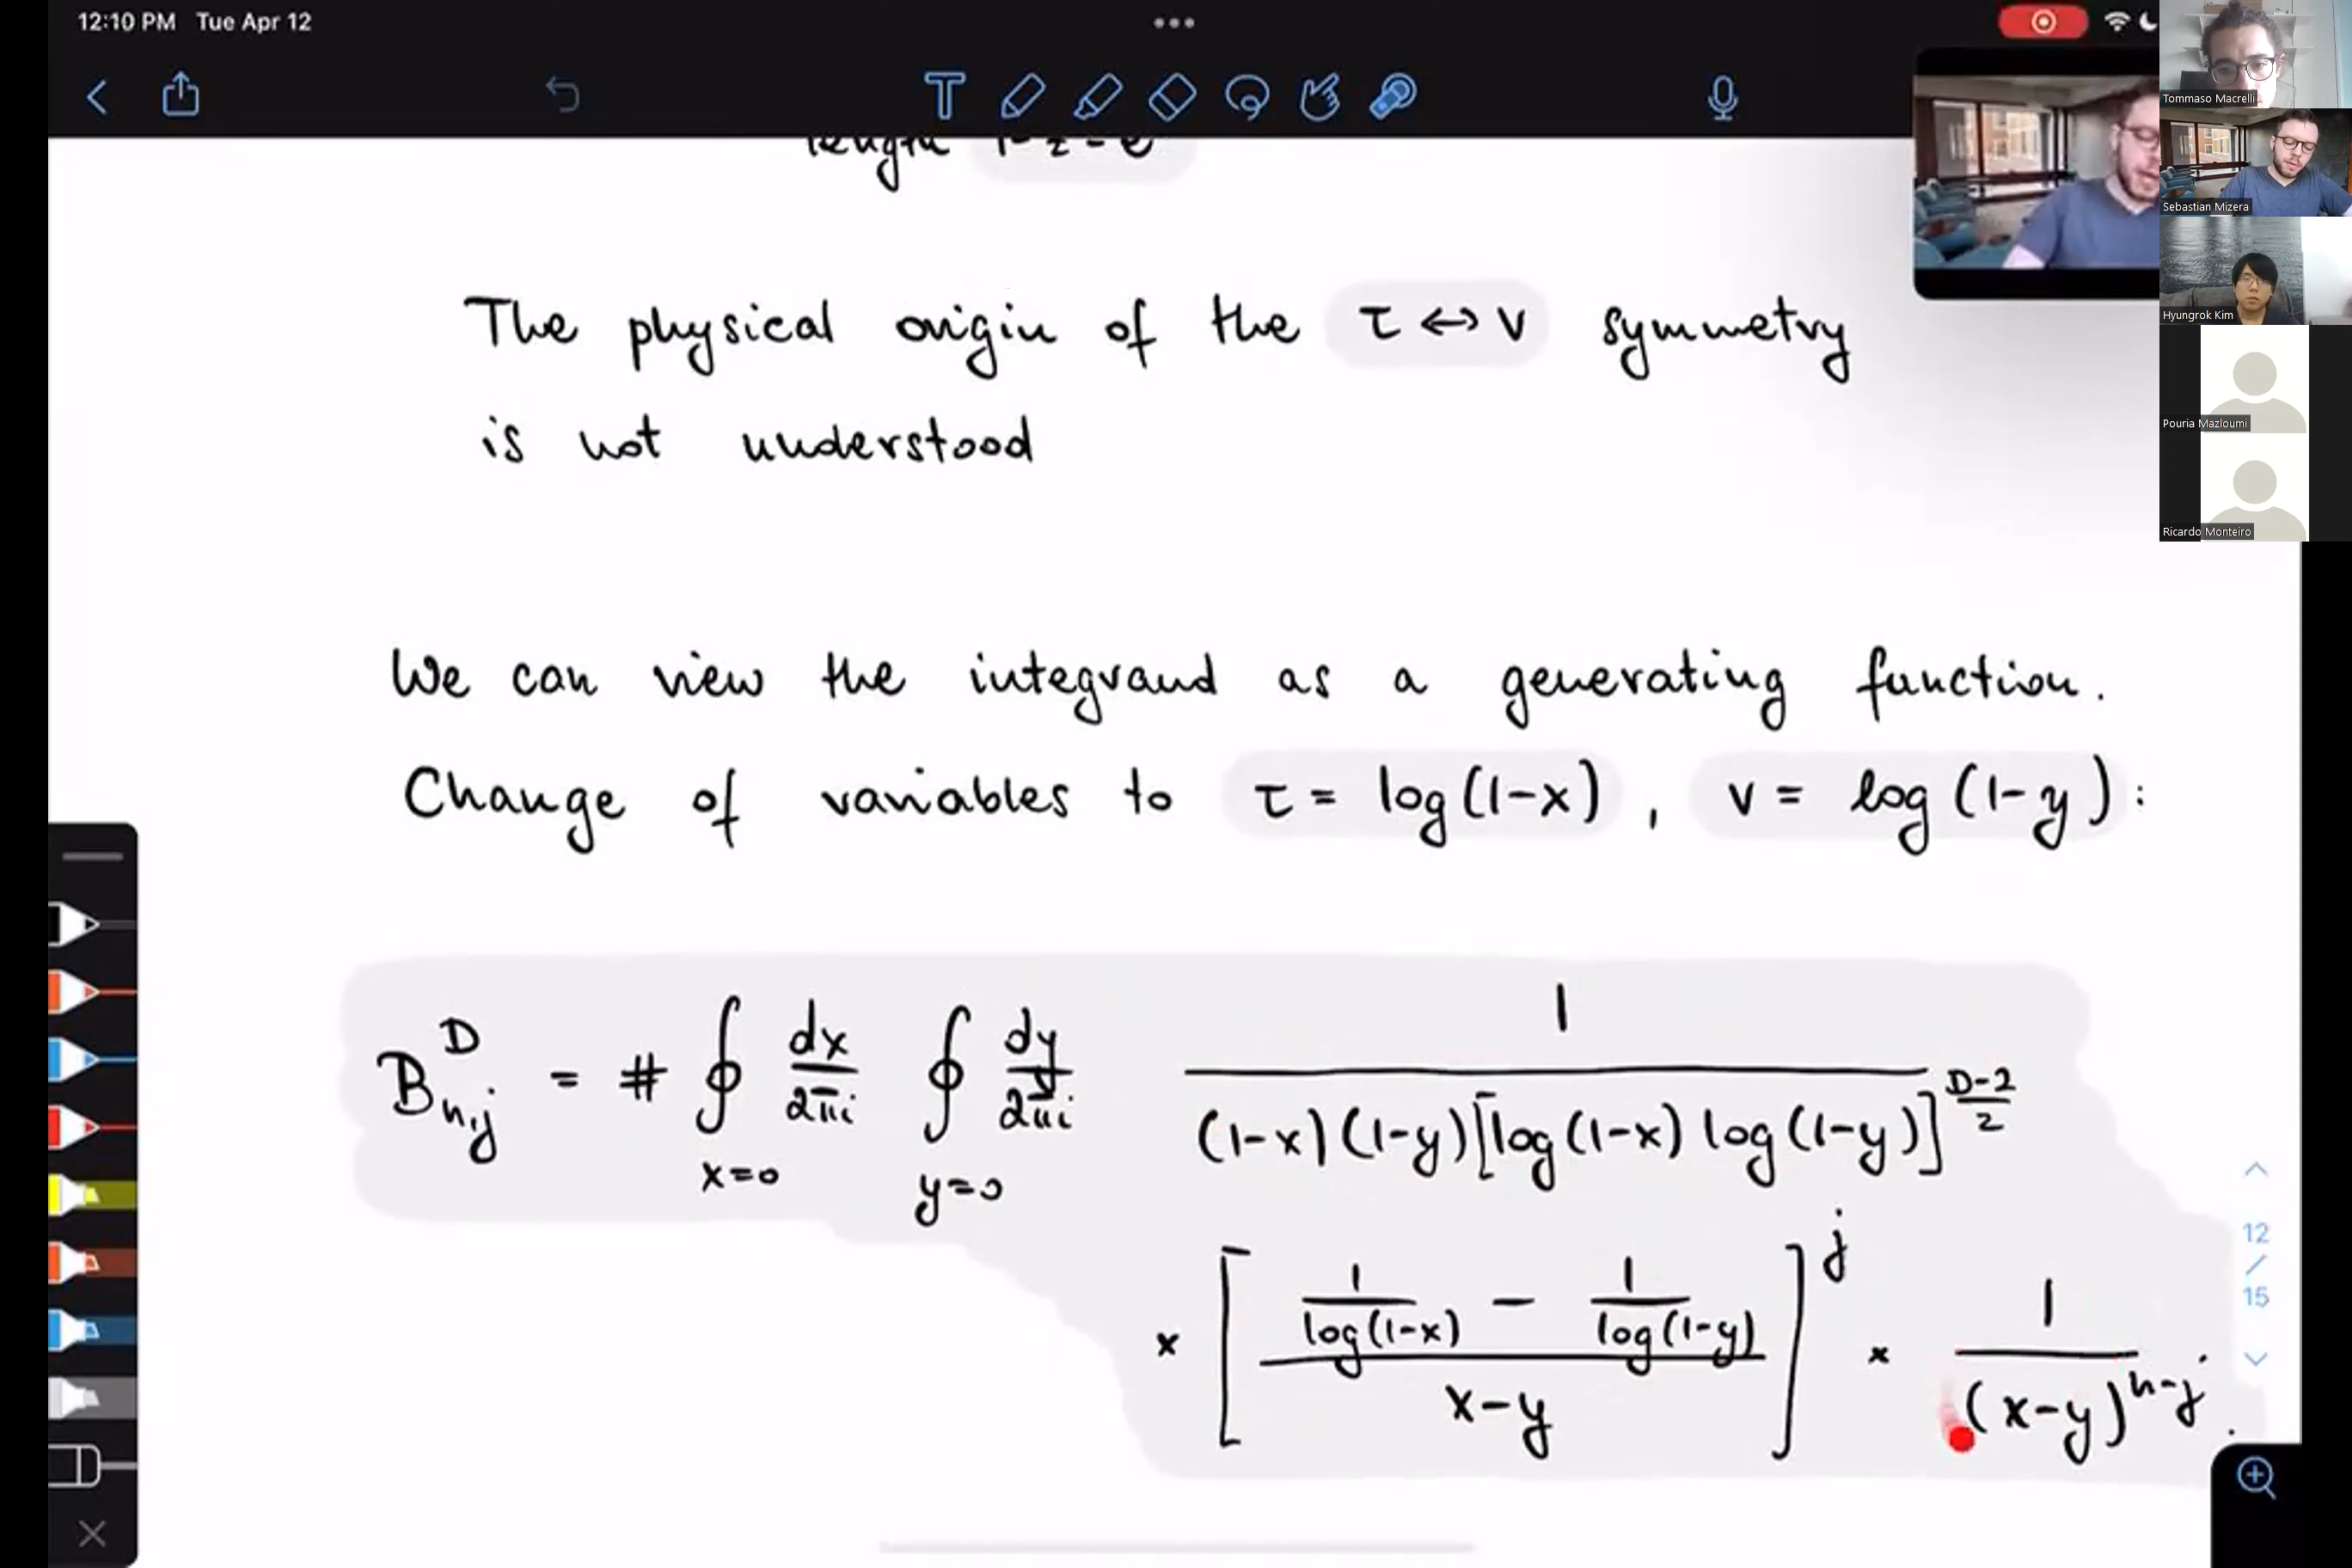 12:10 PM Tue Apr 12
Tommaso Macrelli
Sebastian Mizera
Hyungrok Kim
Pouria Mazloumi
Ricardo Monteiro
length
The physical origin of the τ ↔ v symmetry
is not understood
We can view the integrand as a generating function.
Change of variables to τ = log(1-x) , v = log(1-y) :
B_{n,j}^D = # ∮_{x=0} dx/2πi ∮_{y=0} dy/2πi 1/((1-x)(1-y)[log(1-x) log(1-y)]^{(D-2)/2})
× [(1/log(1-x) - 1/log(1-y))/(x-y)]^j × 1/(x-y)^{n-j} .
12
/
15